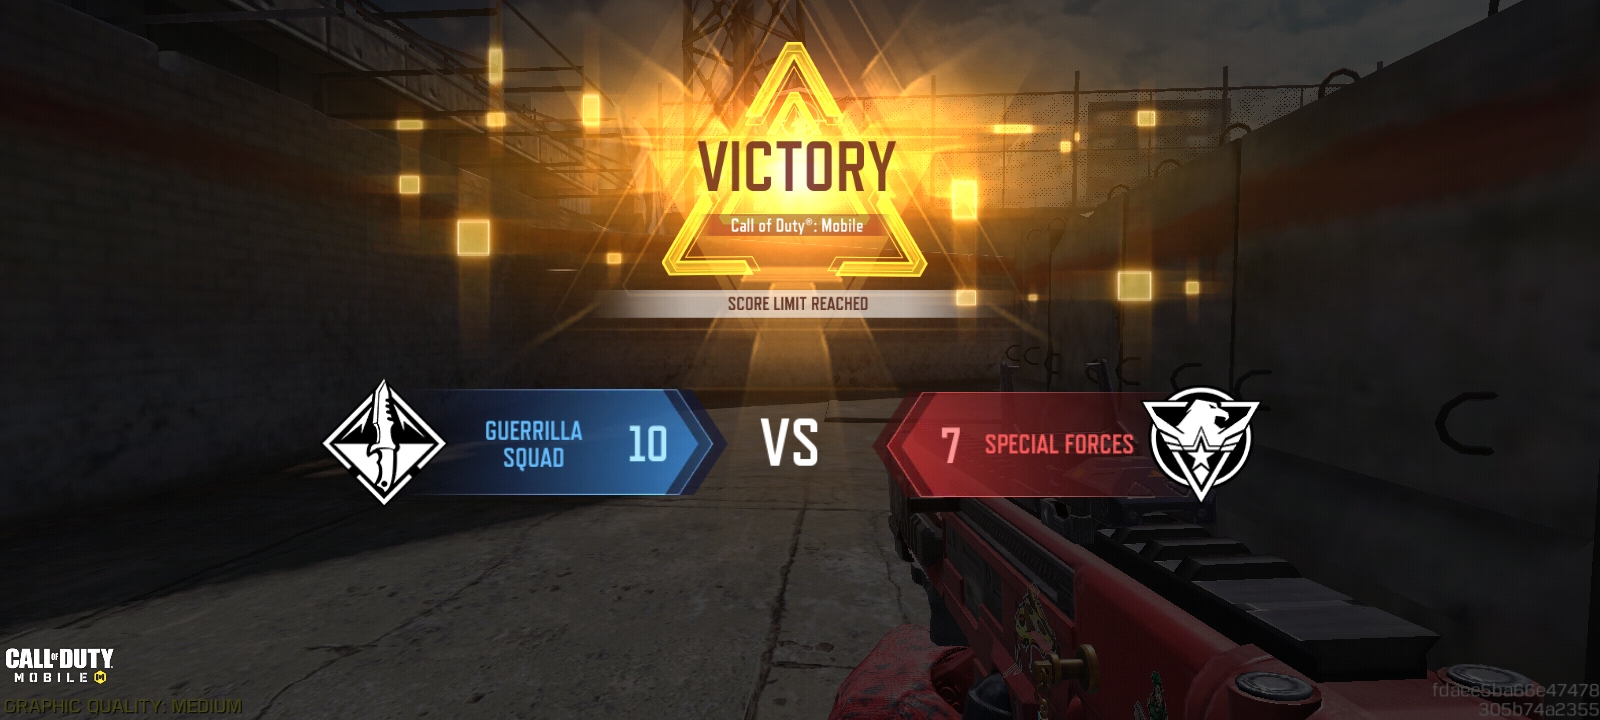 VICTORY
Call of Duty®: Mobile
SCORE LIMIT REACHED
GUERRILLA
SQUAD
10
VS
7
SPECIAL FORCES
CALL OF DUTY
MOBILE
GRAPHIC QUALITY: MEDIUM
fdaee5ba66e47478
305b74a2355